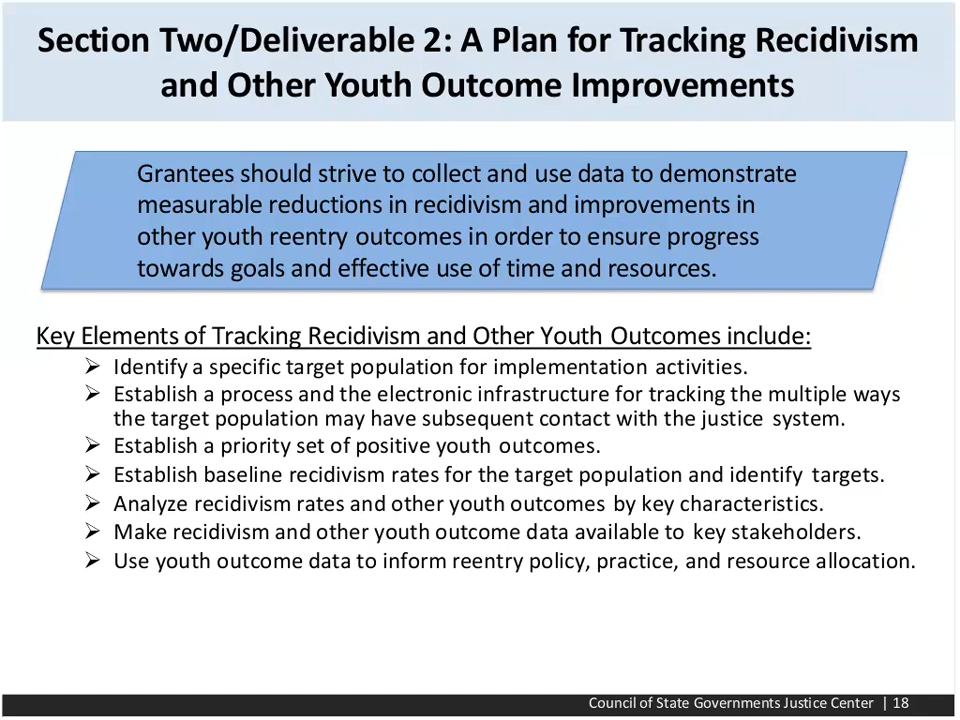 Section Two/Deliverable 2: A Plan for Tracking Recidivism
and Other Youth Outcome Improvements
Grantees should strive to collect and use data to demonstrate
measurable reductions in recidivism and improvements in
other youth reentry outcomes in order to ensure progress
towards goals and effective use of time and resources.
Key Elements of Tracking Recidivism and Other Youth Outcomes include:
➢ Identify a specific target population for implementation activities.
➢ Establish a process and the electronic infrastructure for tracking the multiple ways
the target population may have subsequent contact with the justice system.
➢ Establish a priority set of positive youth outcomes.
➢ Establish baseline recidivism rates for the target population and identify targets.
➢ Analyze recidivism rates and other youth outcomes by key characteristics.
➢ Make recidivism and other youth outcome data available to key stakeholders.
➢ Use youth outcome data to inform reentry policy, practice, and resource allocation.
Council of State Governments Justice Center | 18